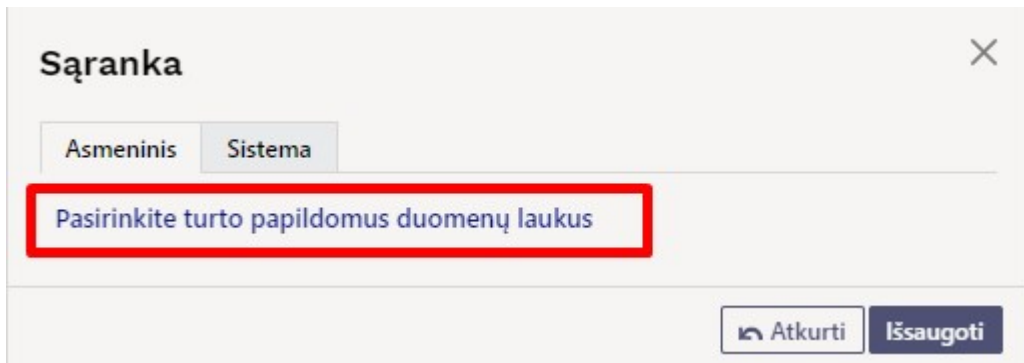 Sąranka
Asmeninis Sistema
Pasirinkite turto papildomus duomenų laukus
Atkurti Išsaugoti